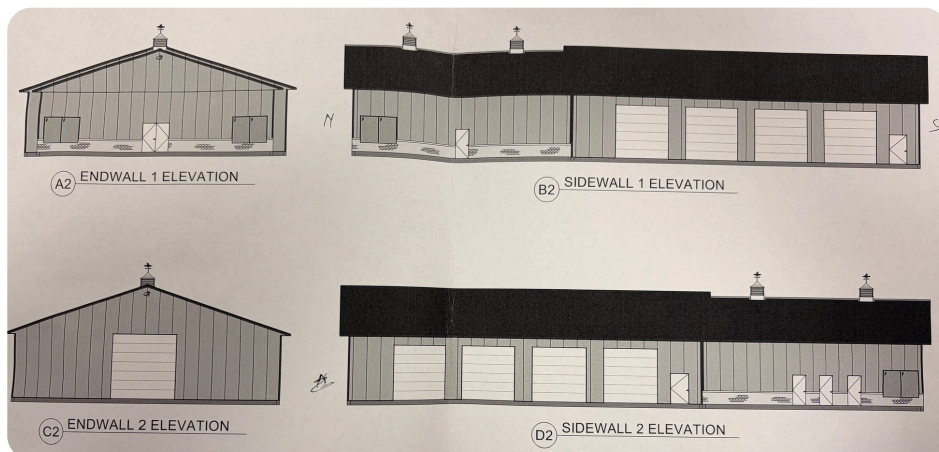 A2 ENDWALL 1 ELEVATION
N
B2 SIDEWALL 1 ELEVATION
C2 ENDWALL 2 ELEVATION
D2 SIDEWALL 2 ELEVATION